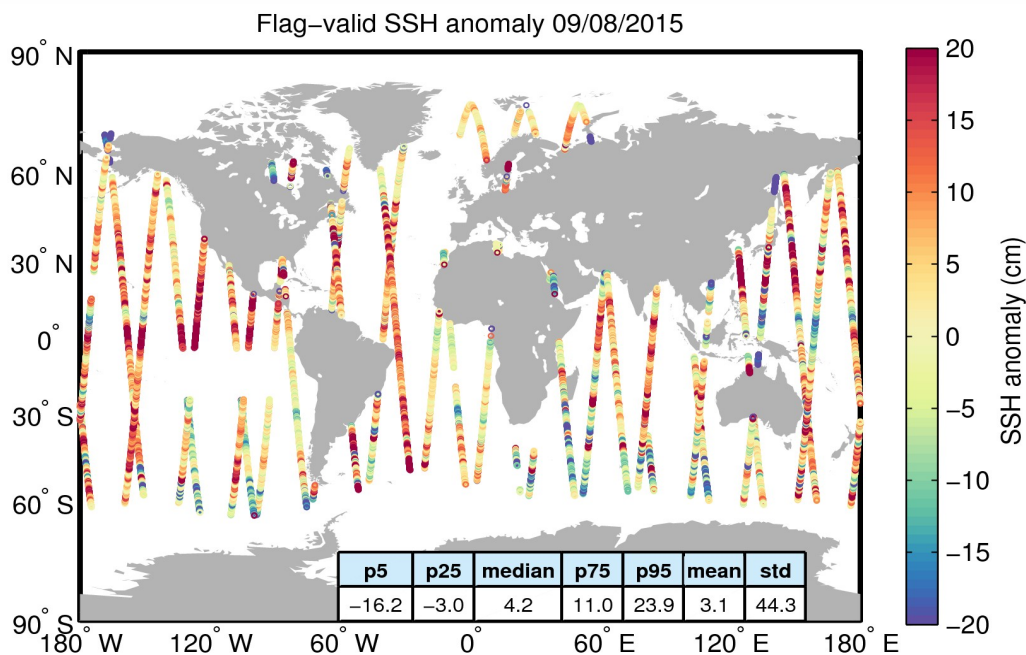 Flag−valid SSH anomaly 09/08/2015
90° N
60° N
30° N
0°
30° S
60° S
90° S
180° W
120° W
60° W
0°
60° E
120° E
180° E
p5 p25 median p75 p95 mean std
−16.2 −3.0 4.2 11.0 23.9 3.1 44.3
20
15
10
5
0
−5
−10
−15
−20
SSH anomaly (cm)